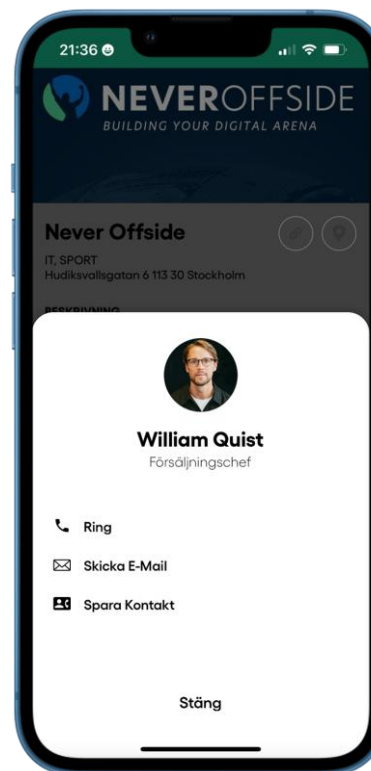 21:36
NEVEROFFSIDE
BUILDING YOUR DIGITAL ARENA
Never Offside
IT, SPORT
Hudiksvallsgatan 6 113 30 Stockholm
BESKRIVNING
William Quist
Försäljningschef
Ring
Skicka E-Mail
Spara Kontakt
Stäng